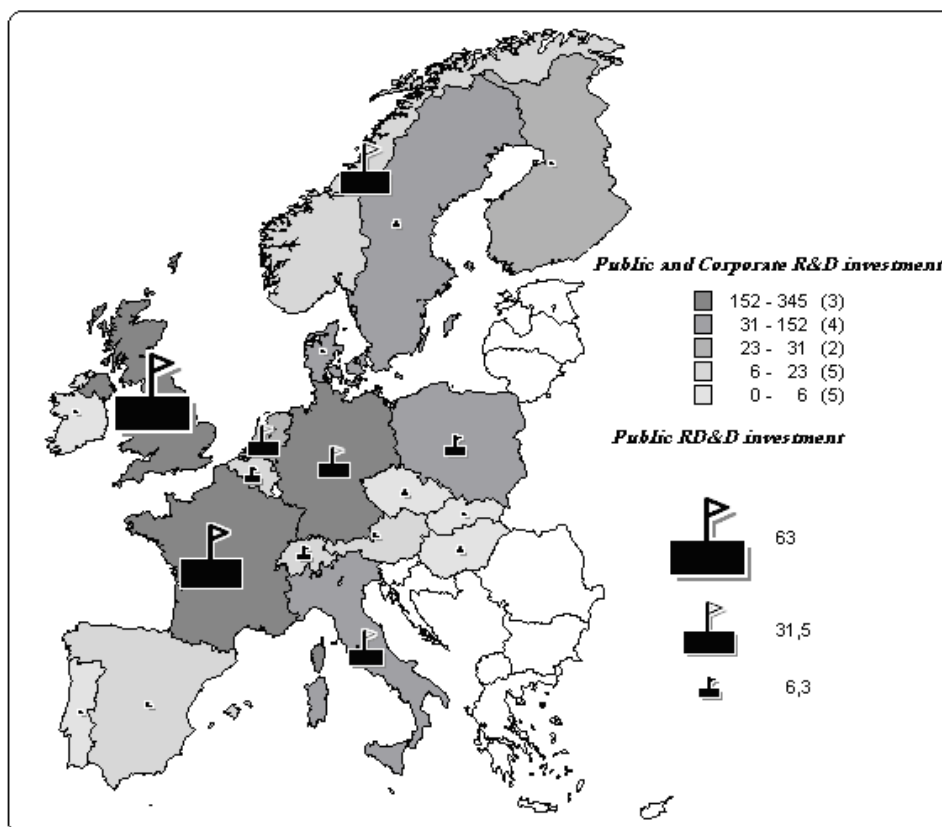 Public and Corporate R&D investment
152 - 345 (3)
31 - 152 (4)
23 - 31 (2)
6 - 23 (5)
0 - 6 (5)
Public RD&D investment
63
31,5
6,3